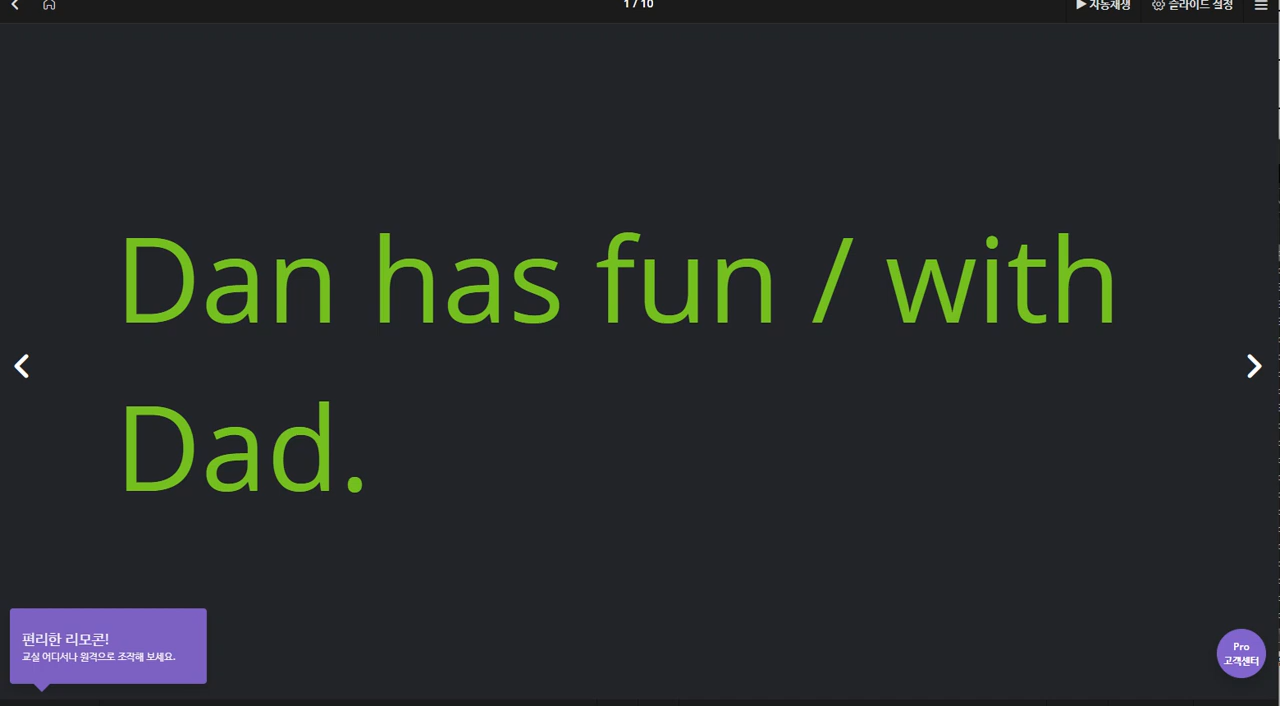 1 / 10
자동재생
슬라이드 설정
Dan has fun / with
Dad.
편리한 리모콘!
교실 어디서나 원격으로 조작해 보세요.
Pro
고객센터